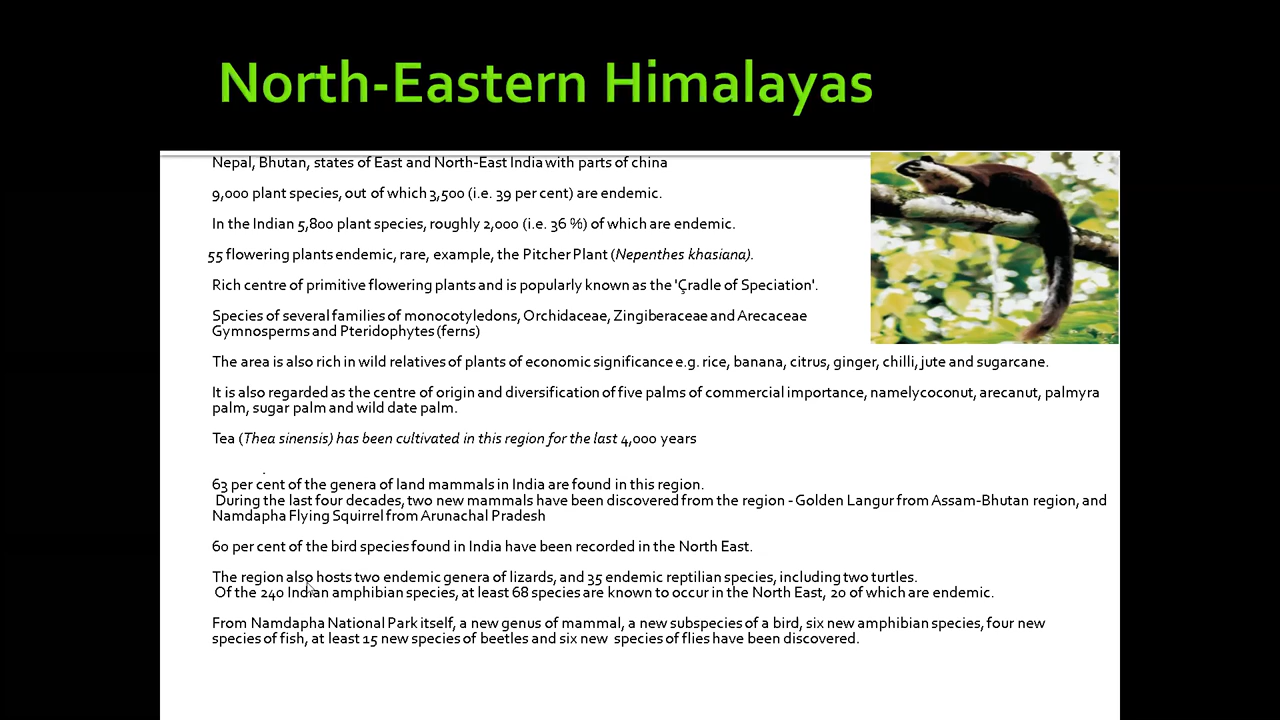 North-Eastern Himalayas
Nepal, Bhutan, states of East and North-East India with parts of china
9,000 plant species, out of which 3,500 (i.e. 39 per cent) are endemic.
In the Indian 5,800 plant species, roughly 2,000 (i.e. 36 %) of which are endemic.
55 flowering plants endemic, rare, example, the Pitcher Plant (Nepenthes khasiana).
Rich centre of primitive flowering plants and is popularly known as the 'Çradle of Speciation'.
Species of several families of monocotyledons, Orchidaceae, Zingiberaceae and Arecaceae
Gymnosperms and Pteridophytes (ferns)
The area is also rich in wild relatives of plants of economic significance e.g. rice, banana, citrus, ginger, chilli, jute and sugarcane.
It is also regarded as the centre of origin and diversification of five palms of commercial importance, namelycoconut, arecanut, palmyra
palm, sugar palm and wild date palm.
Tea (Thea sinensis) has been cultivated in this region for the last 4,000 years
.
63 per cent of the genera of land mammals in India are found in this region.
During the last four decades, two new mammals have been discovered from the region - Golden Langur from Assam-Bhutan region, and
Namdapha Flying Squirrel from Arunachal Pradesh
60 per cent of the bird species found in India have been recorded in the North East.
The region also hosts two endemic genera of lizards, and 35 endemic reptilian species, including two turtles.
Of the 240 Indian amphibian species, at least 68 species are known to occur in the North East, 20 of which are endemic.
From Namdapha National Park itself, a new genus of mammal, a new subspecies of a bird, six new amphibian species, four new
species of fish, at least 15 new species of beetles and six new species of flies have been discovered.